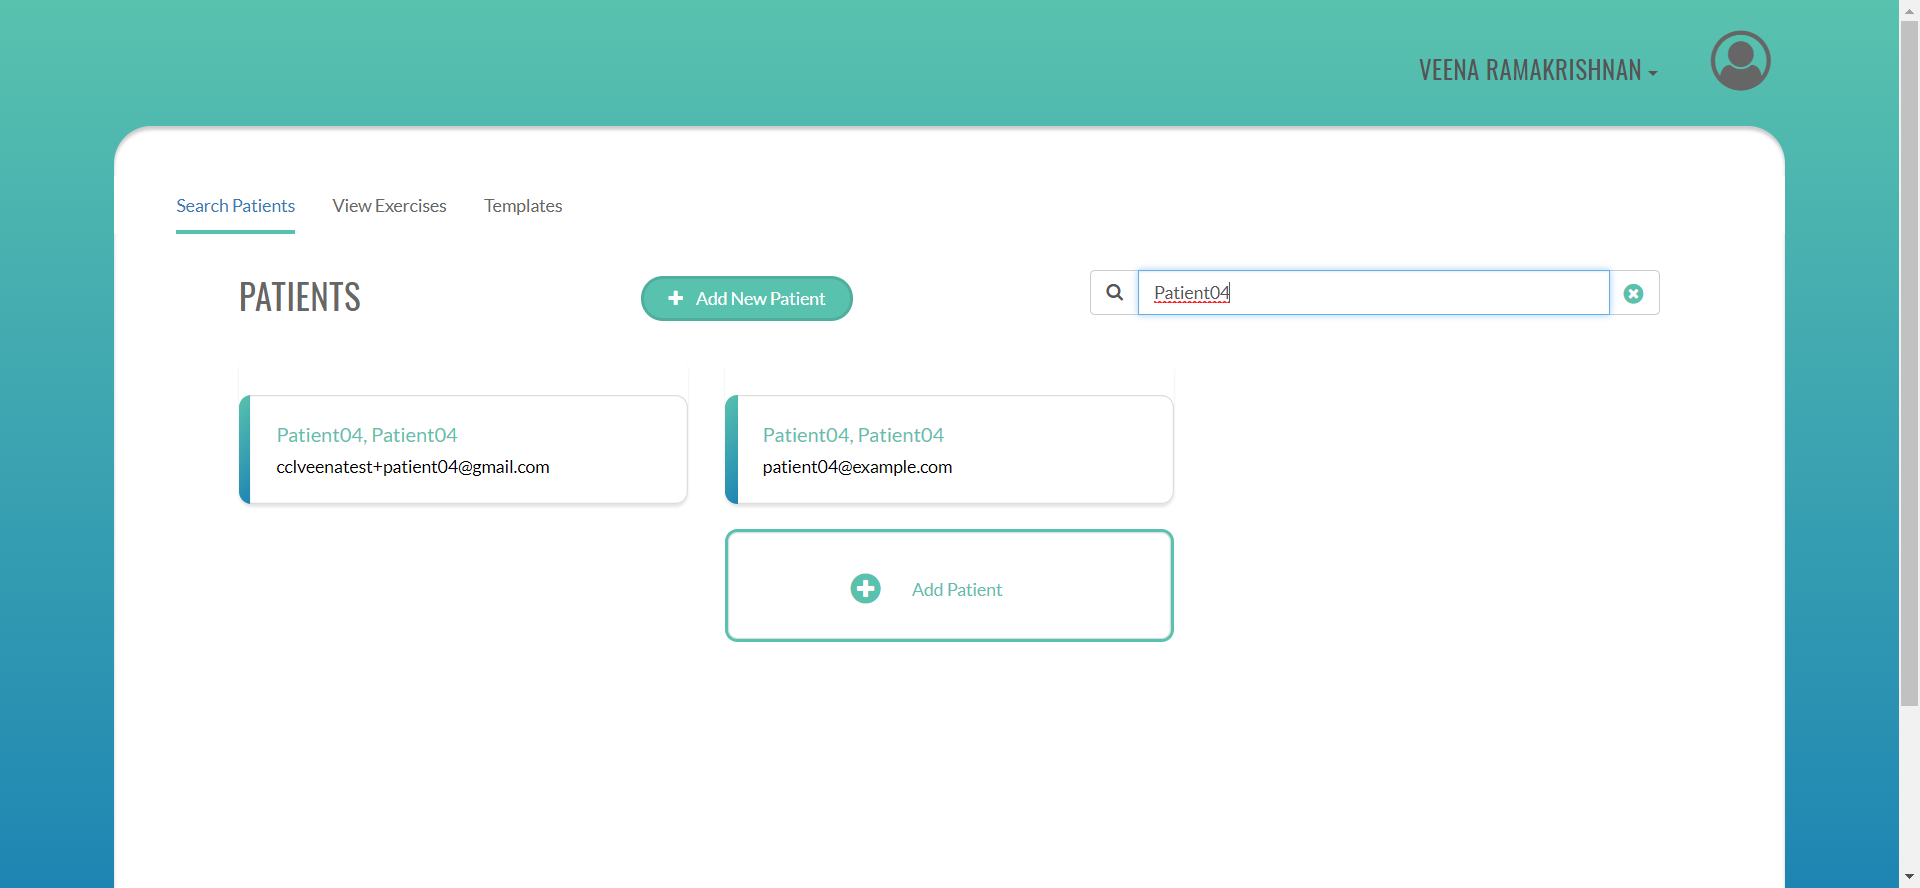 VEENA RAMAKRISHNAN
Search Patients View Exercises Templates
PATIENTS
Add New Patient
Patient04
Patient04, Patient04
cclveenatest+patient04@gmail.com
Patient04, Patient04
patient04@example.com
Add Patient